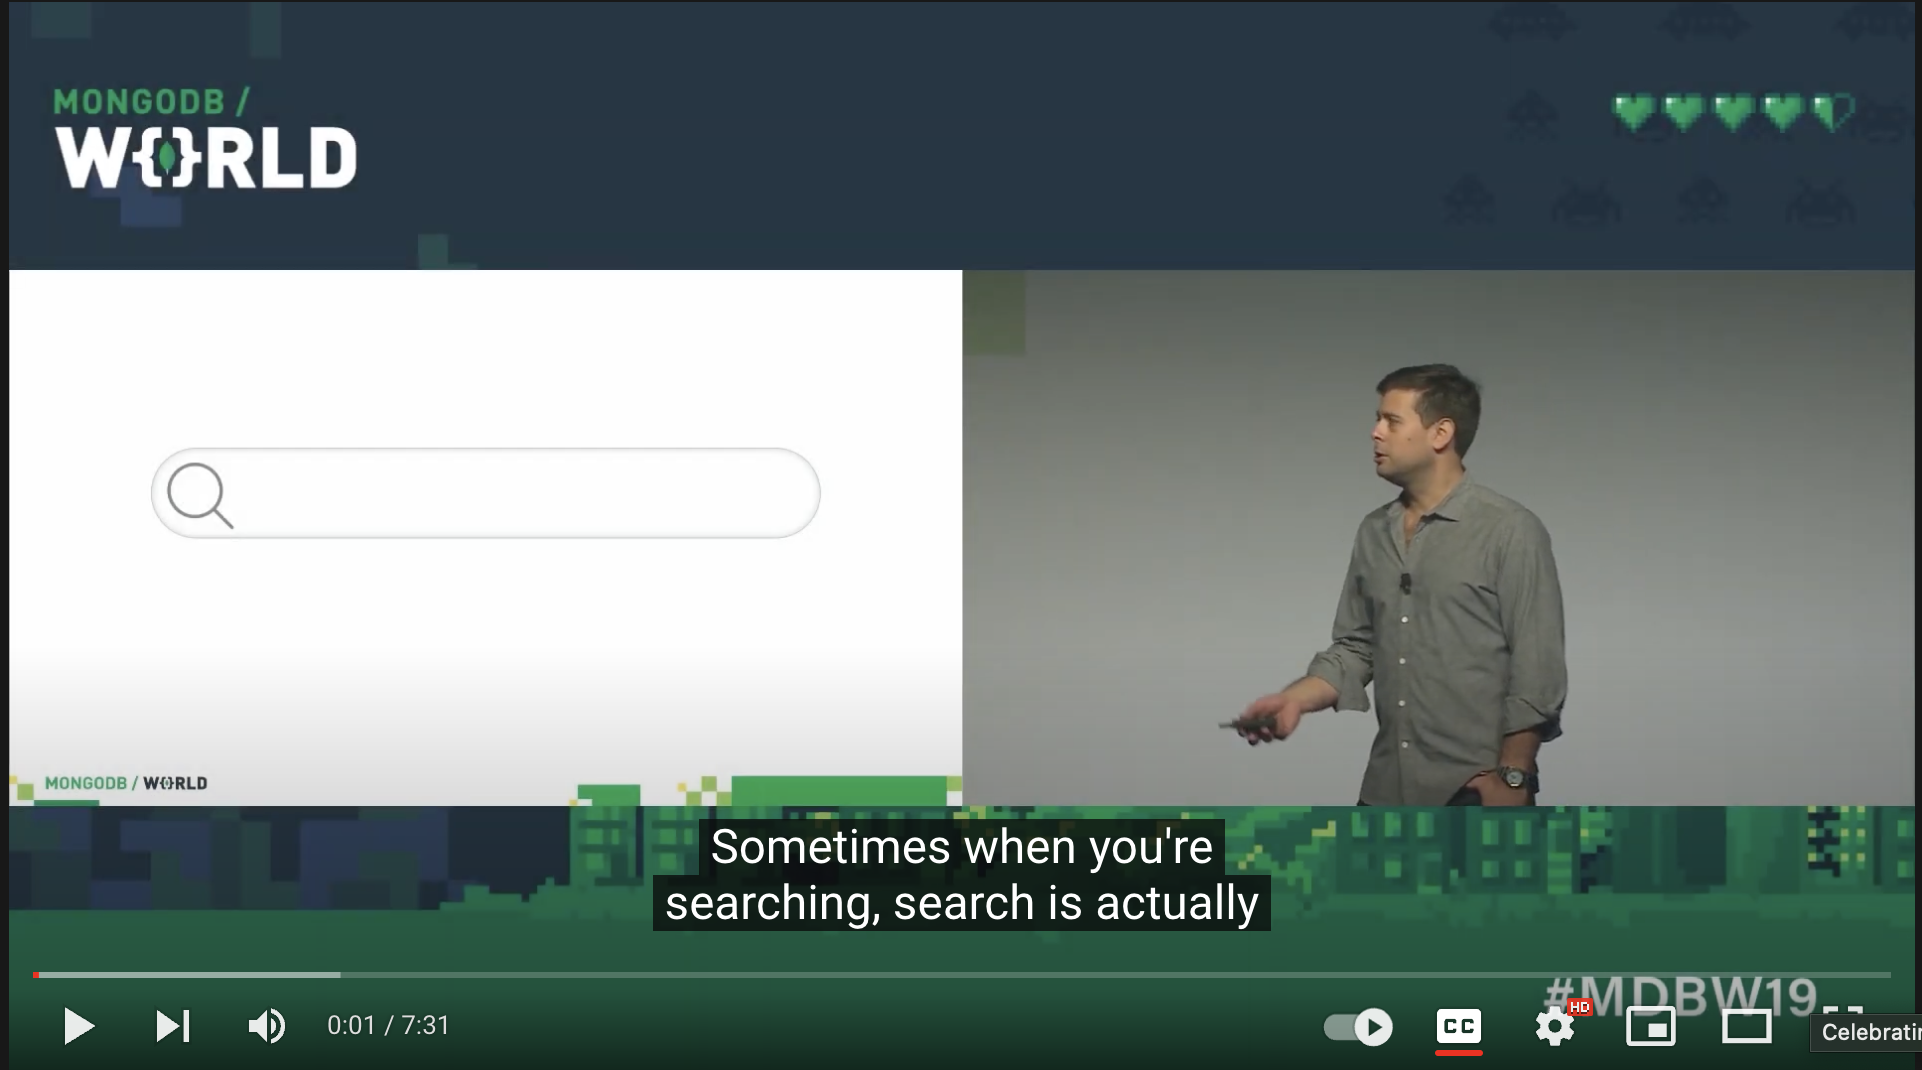 MONGODB /
W{}RLD
MONGODB / W{}RLD
Sometimes when you're
searching, search is actually
#MDBW19
0:01 / 7:31
CC
HD
Celebratin